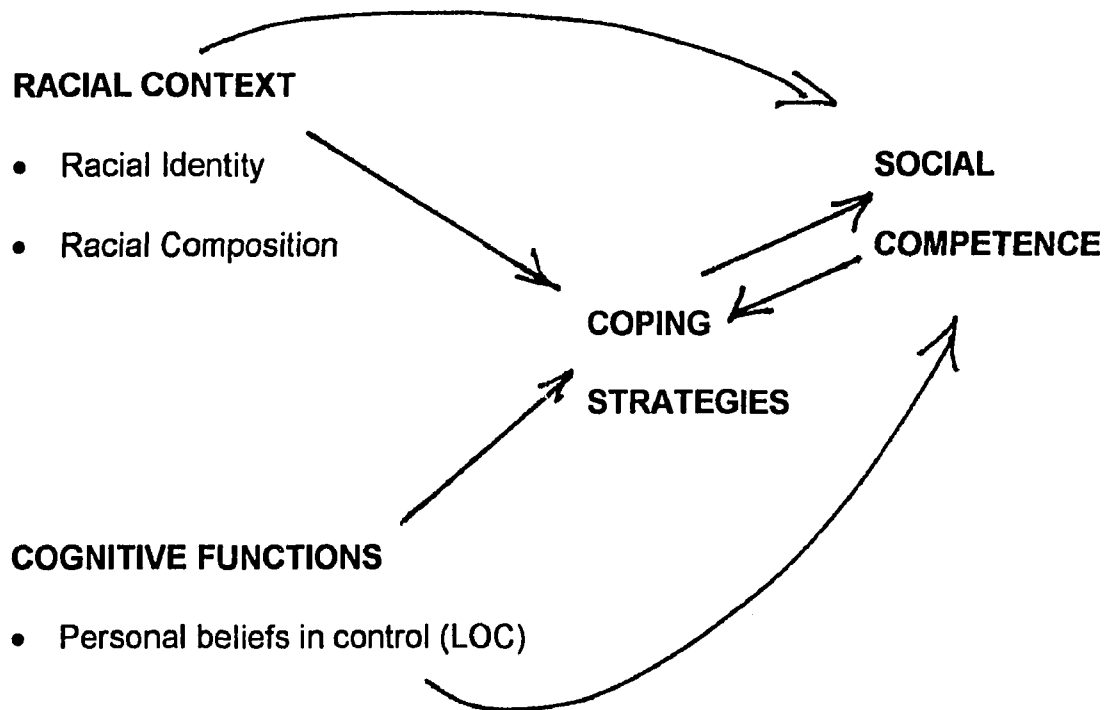 RACIAL CONTEXT
• Racial Identity
• Racial Composition
SOCIAL
COMPETENCE
COPING
STRATEGIES
COGNITIVE FUNCTIONS
• Personal beliefs in control (LOC)